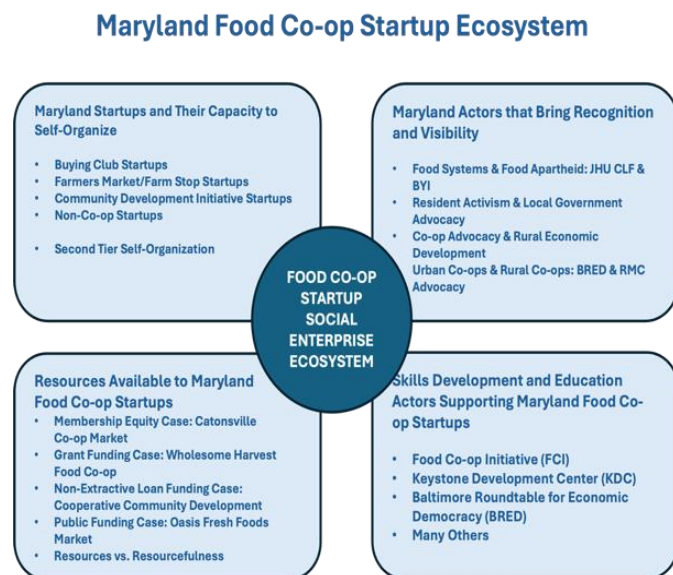 Maryland Food Co-op Startup Ecosystem
Maryland Startups and Their Capacity to
Self-Organize
• Buying Club Startups
• Farmers Market/Farm Stop Startups
• Community Development Initiative Startups
• Non-Co-op Startups
• Second Tier Self-Organization
Maryland Actors that Bring Recognition
and Visibility
• Food Systems & Food Apartheid: JHU CLF &
BYI
• Resident Activism & Local Government
Advocacy
• Co-op Advocacy & Rural Economic
Development
Urban Co-ops & Rural Co-ops: BRED & RMC
Advocacy
FOOD CO-OP
STARTUP
SOCIAL
ENTERPRISE
ECOSYSTEM
Resources Available to Maryland
Food Co-op Startups
• Membership Equity Case: Catonsville
Co-op Market
• Grant Funding Case: Wholesome Harvest
Food Co-op
• Non-Extractive Loan Funding Case:
Cooperative Community Development
• Public Funding Case: Oasis Fresh Foods
Market
• Resources vs. Resourcefulness
Skills Development and Education
Actors Supporting Maryland Food Co-
op Startups
• Food Co-op Initiative (FCI)
• Keystone Development Center (KDC)
• Baltimore Roundtable for Economic
Democracy (BRED)
• Many Others